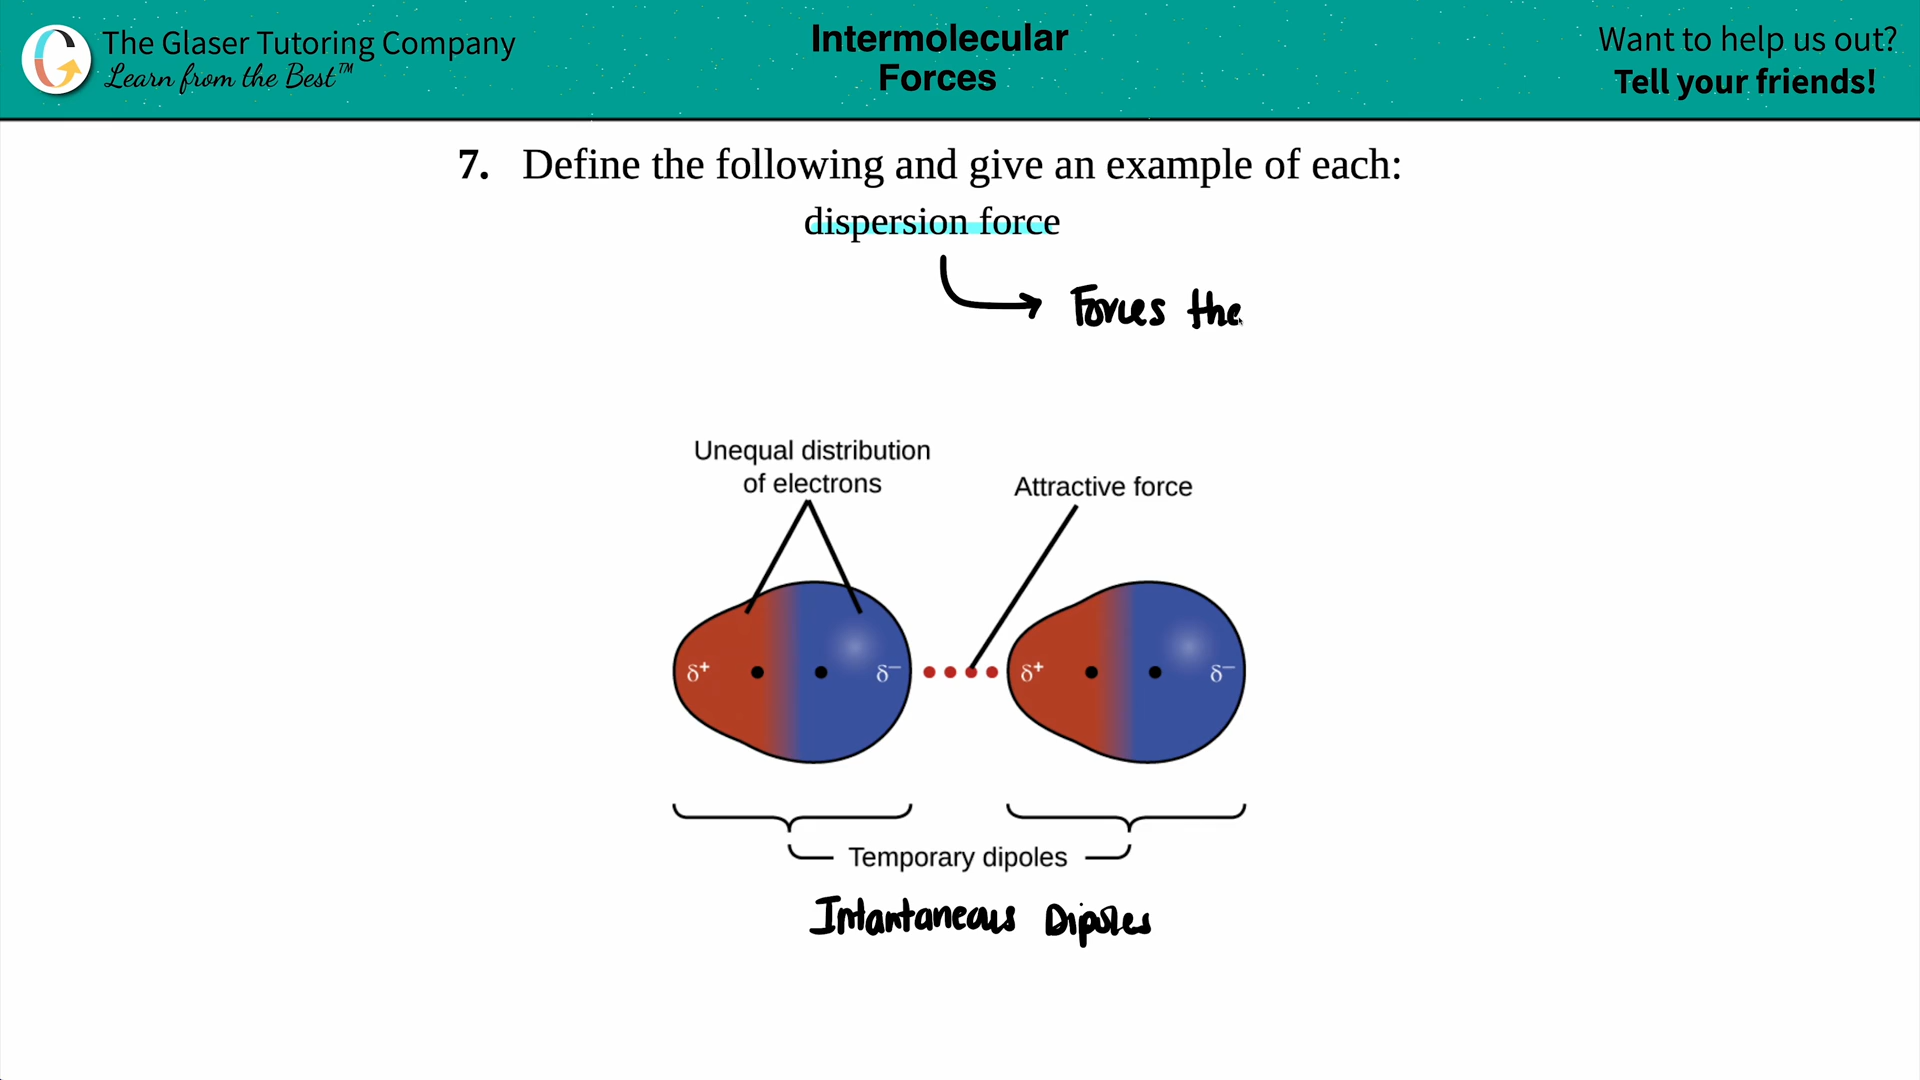 The Glaser Tutoring Company
Learn from the Best™
Intermolecular
Forces
Want to help us out?
Tell your friends!
7. Define the following and give an example of each:
dispersion force
Forces the
Unequal distribution
of electrons
Attractive force
δ⁺ δ⁻ δ⁺ δ⁻
Temporary dipoles
Intantaneous Dipoles